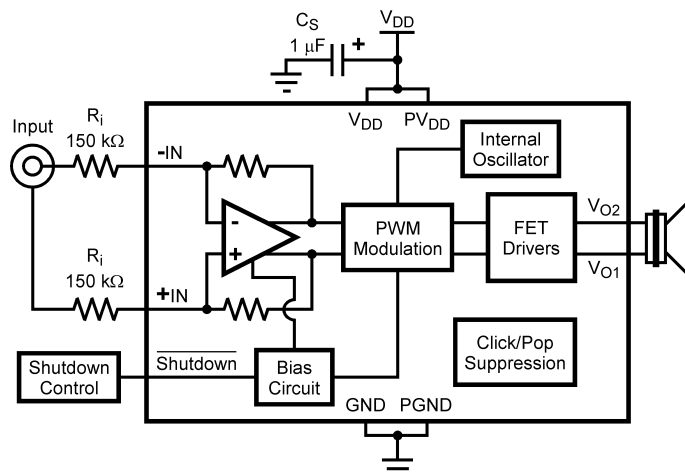 CS
1 µF
+
VDD
Ri
150 kΩ
Input
-IN
VDD
PVDD
Internal
Oscillator
-
+
PWM
Modulation
FET
Drivers
VO2
VO1
Ri
150 kΩ
+IN
Click/Pop
Suppression
Shutdown
Control
Shutdown
Bias
Circuit
GND
PGND